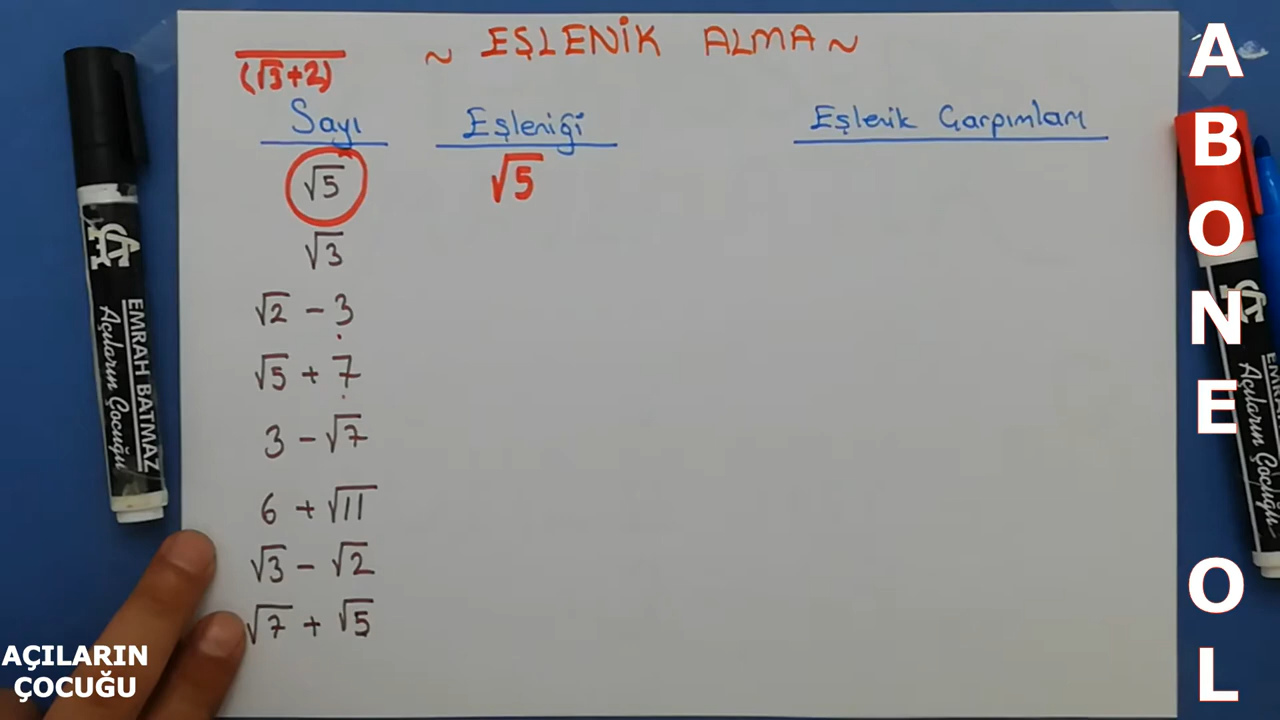 ~ EŞLENİK ALMA ~
(√3+2)
Sayı Eşleniği Eşlenik Çarpımları
√5 √5
√3
√2 - 3
√5 + 7
3 - √7
6 + √11
√3 - √2
√7 + √5
EMRAH BATMAZ
Açıların Çocuğu
Açıların Çocuğu
AÇILARIN
ÇOCUĞU
ABONE OL